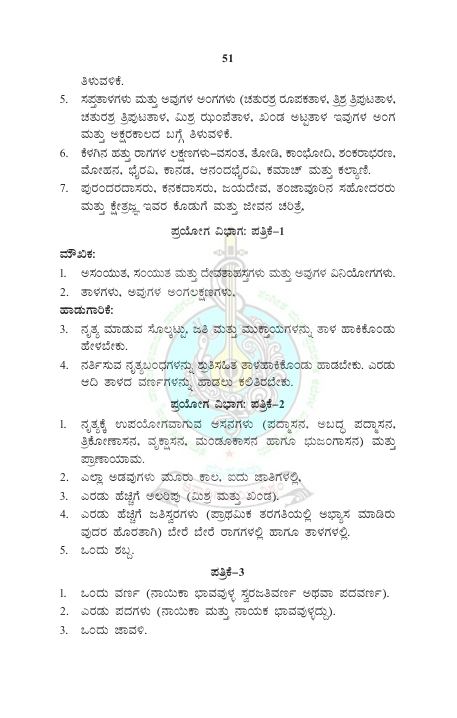 51
ತಿಳುವಳಿಕೆ.
5. ಸಪ್ತತಾಳಗಳು ಮತ್ತು ಅವುಗಳ ಅಂಗಗಳು (ಚತುರಶ್ರ ರೂಪಕತಾಳ, ತ್ರಿಶ್ರ ತ್ರಿಪುಟತಾಳ,
ಚತುರಶ್ರ ತ್ರಿಪುಟತಾಳ, ಮಿಶ್ರ ಝಂಪೆತಾಳ, ಖಂಡ ಅಟ್ಟತಾಳ ಇವುಗಳ ಅಂಗ
ಮತ್ತು ಅಕ್ಷರಕಾಲದ ಬಗ್ಗೆ ತಿಳುವಳಿಕೆ.
6. ಕೆಳಗಿನ ಹತ್ತು ರಾಗಗಳ ಲಕ್ಷಣಗಳು–ವಸಂತ, ತೋಡಿ, ಕಾಂಭೋದಿ, ಶಂಕರಾಭರಣ,
ಮೋಹನ, ಭೈರವಿ, ಕಾನಡ, ಆನಂದಭೈರವಿ, ಕಮಾಚ್ ಮತ್ತು ಕಲ್ಯಾಣಿ.
7. ಪುರಂದರದಾಸರು, ಕನಕದಾಸರು, ಜಯದೇವ, ತಂಜಾವೂರಿನ ಸಹೋದರರು
ಮತ್ತು ಕ್ಷೇತ್ರಜ್ಞ ಇವರ ಕೊಡುಗೆ ಮತ್ತು ಜೀವನ ಚರಿತ್ರೆ.
ಪ್ರಯೋಗ ವಿಭಾಗ: ಪತ್ರಿಕೆ–1
ಮೌಖಿಕ:
1. ಅಸಂಯುತ, ಸಂಯುತ ಮತ್ತು ದೇವತಾಹಸ್ತಗಳು ಮತ್ತು ಅವುಗಳ ವಿನಿಯೋಗಗಳು.
2. ತಾಳಗಳು, ಅವುಗಳ ಅಂಗಲಕ್ಷಣಗಳು.
ಹಾಡುಗಾರಿಕೆ:
3. ನೃತ್ಯ ಮಾಡುವ ಸೊಲ್ಕಟ್ಟು, ಜತಿ ಮತ್ತು ಮುಕ್ತಾಯಗಳನ್ನು ತಾಳ ಹಾಕಿಕೊಂಡು
ಹೇಳಬೇಕು.
4. ನರ್ತಿಸುವ ನೃತ್ಯಬಂಧಗಳನ್ನು ಶ್ರುತಿಸಹಿತ ತಾಳಹಾಕಿಕೊಂಡು ಹಾಡಬೇಕು. ಎರಡು
ಆದಿ ತಾಳದ ವರ್ಣಗಳನ್ನು ಹಾಡಲು ಕಲಿತಿರಬೇಕು.
ಪ್ರಯೋಗ ವಿಭಾಗ: ಪತ್ರಿಕೆ–2
1. ನೃತ್ಯಕ್ಕೆ ಉಪಯೋಗವಾಗುವ ಆಸನಗಳು (ಪದ್ಮಾಸನ, ಅಬದ್ಧ ಪದ್ಮಾಸನ,
ತ್ರಿಕೋಣಾಸನ, ವೃಕ್ಷಾಸನ, ಮಂಡೂಕಾಸನ ಹಾಗೂ ಭುಜಂಗಾಸನ) ಮತ್ತು
ಪ್ರಾಣಾಯಾಮ.
2. ಎಲ್ಲಾ ಅಡವುಗಳು ಮೂರು ಕಾಲ, ಐದು ಜಾತಿಗಳಲ್ಲಿ.
3. ಎರಡು ಹೆಚ್ಚಿಗೆ ಅಲರಿಪು (ಮಿಶ್ರ ಮತ್ತು ಖಂಡ).
4. ಎರಡು ಹೆಚ್ಚಿಗೆ ಜತಿಸ್ವರಗಳು (ಪ್ರಾಥಮಿಕ ತರಗತಿಯಲ್ಲಿ ಅಭ್ಯಾಸ ಮಾಡಿರು
ವುದರ ಹೊರತಾಗಿ) ಬೇರೆ ಬೇರೆ ರಾಗಗಳಲ್ಲಿ ಹಾಗೂ ತಾಳಗಳಲ್ಲಿ.
5. ಒಂದು ಶಬ್ದ.
ಪತ್ರಿಕೆ–3
1. ಒಂದು ವರ್ಣ (ನಾಯಿಕಾ ಭಾವವುಳ್ಳ ಸ್ವರಜತಿವರ್ಣ ಅಥವಾ ಪದವರ್ಣ).
2. ಎರಡು ಪದಗಳು (ನಾಯಿಕಾ ಮತ್ತು ನಾಯಕ ಭಾವವುಳ್ಳದ್ದು).
3. ಒಂದು ಜಾವಳಿ.